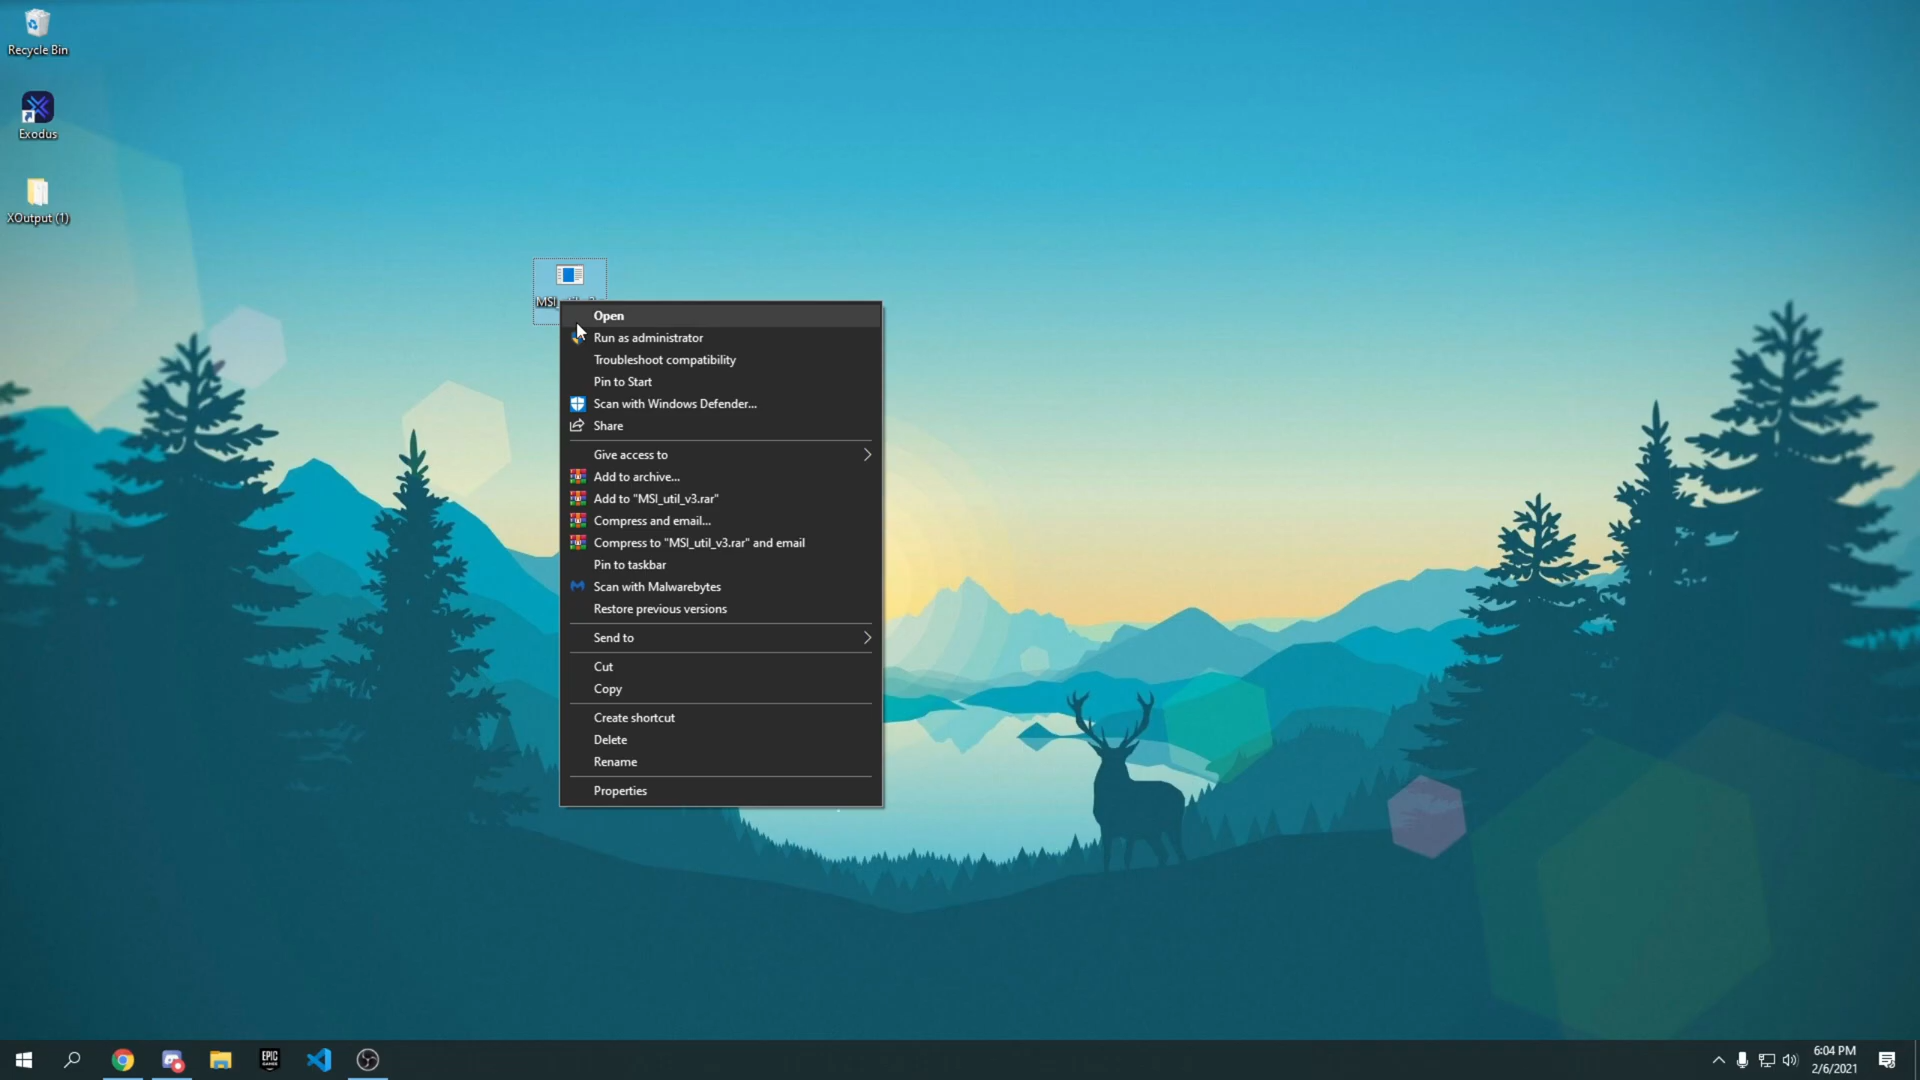 Recycle Bin
Exodus
XOutput (1)
MSI
Open
Run as administrator
Troubleshoot compatibility
Pin to Start
Scan with Windows Defender...
Share
Give access to
Add to archive...
Add to "MSI_util_v3.rar"
Compress and email...
Compress to "MSI_util_v3.rar" and email
Pin to taskbar
Scan with Malwarebytes
Restore previous versions
Send to
Cut
Copy
Create shortcut
Delete
Rename
Properties
EPIC
GAMES
6:04 PM
2/6/2021